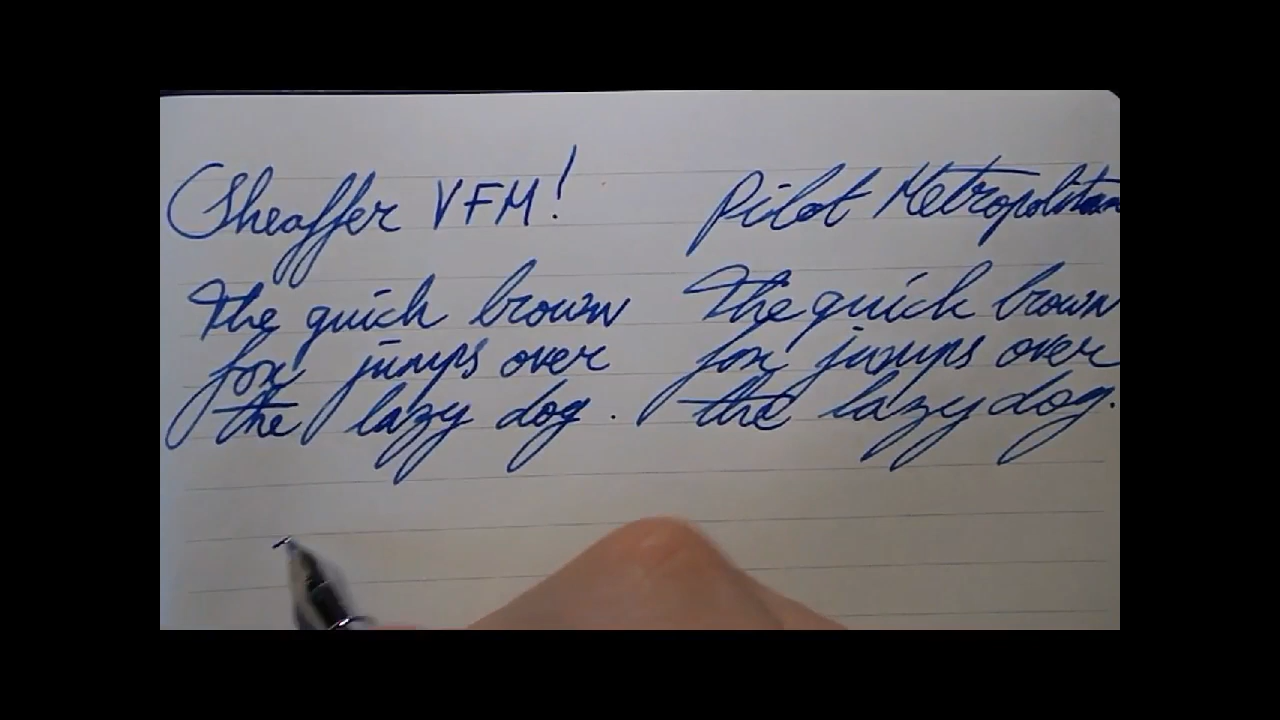 Sheaffer VFM!
The quick brown
fox jumps over
the lazy dog.
Pilot Metropolitan
The quick brown
fox jumps over
the lazy dog.